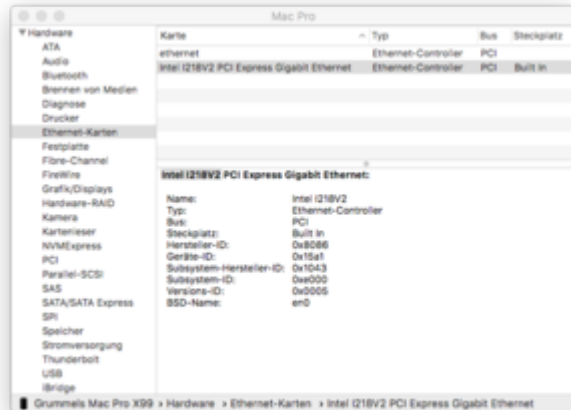 Mac Pro
Hardware
ATA
Audio
Bluetooth
Brennen von Medien
Diagnose
Drucker
Ethernet-Karten
Festplatte
Fibre-Channel
FireWire
Grafik/Displays
Hardware-RAID
Kamera
Kartenleser
NVMExpress
PCI
Parallel-SCSI
SAS
SATA/SATA Express
SPI
Speicher
Stromversorgung
Thunderbolt
USB
iBridge
Karte Typ Bus Steckplatz
ethernet Ethernet-Controller PCI
Intel I218V2 PCI Express Gigabit Ethernet Ethernet-Controller PCI Built In
Intel I218V2 PCI Express Gigabit Ethernet:
Name: Intel I218V2
Typ: Ethernet-Controller
Bus: PCI
Steckplatz: Built In
Hersteller-ID: 0x8086
Geräte-ID: 0x15a1
Subsystem-Hersteller-ID: 0x1043
Subsystem-ID: 0xe000
Versions-ID: 0x0005
BSD-Name: en0
Grummels Mac Pro X99 › Hardware › Ethernet-Karten › Intel I218V2 PCI Express Gigabit Ethernet